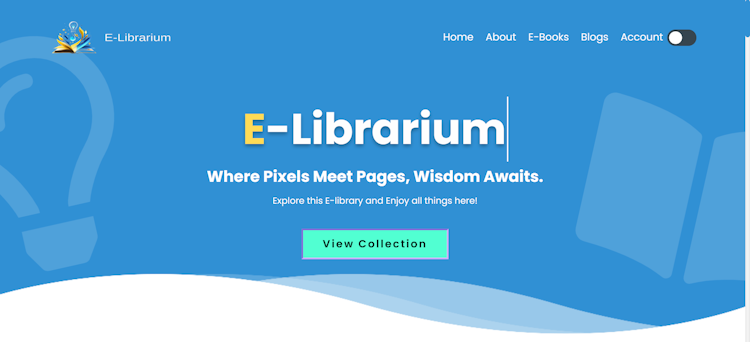 E-Librarium
Home About E-Books Blogs Account
E-Librarium
Where Pixels Meet Pages, Wisdom Awaits.
Explore this E-library and Enjoy all things here!
View Collection